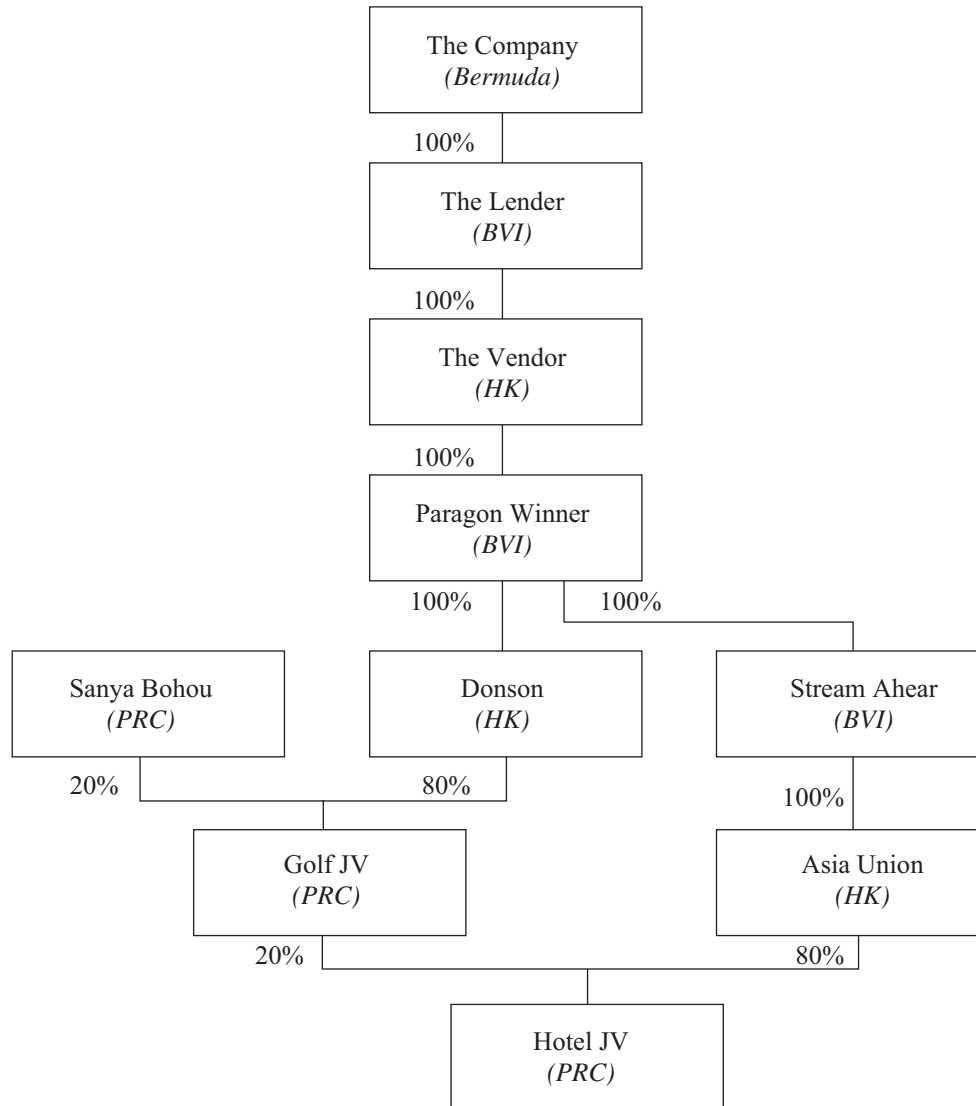 The Company
(Bermuda)
100%
The Lender
(BVI)
100%
The Vendor
(HK)
100%
Paragon Winner
(BVI)
100%
100%
Sanya Bohou
(PRC)
Donson
(HK)
Stream Ahear
(BVI)
20%
80%
100%
Golf JV
(PRC)
Asia Union
(HK)
20%
80%
Hotel JV
(PRC)